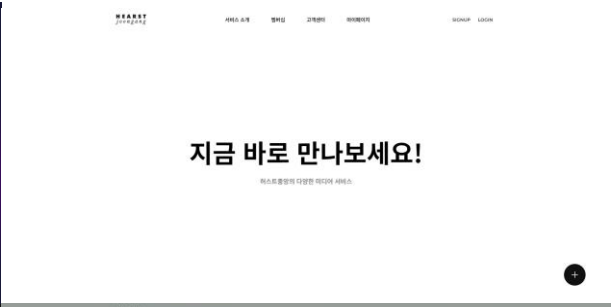 HEARST
joongang
서비스 소개
멤버십
고객센터
마이페이지
SIGNUP
LOGIN
지금 바로 만나보세요!
허스트중앙의 다양한 미디어 서비스
+